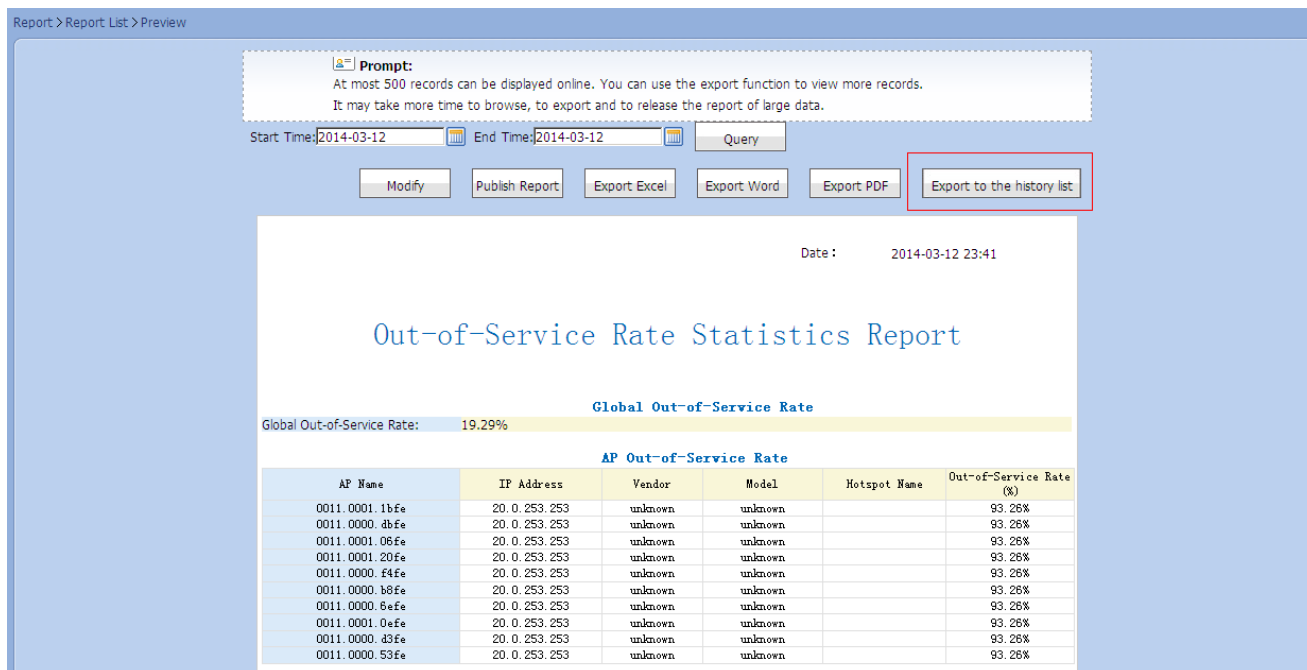 Report > Report List > Preview
Prompt:
At most 500 records can be displayed online. You can use the export function to view more records.
It may take more time to browse, to export and to release the report of large data.
Start Time: 2014-03-12 End Time: 2014-03-12 Query
Modify Publish Report Export Excel Export Word Export PDF Export to the history list
Date : 2014-03-12 23:41
Out-of-Service Rate Statistics Report
Global Out-of-Service Rate
Global Out-of-Service Rate: 19.29%
AP Out-of-Service Rate
AP Name IP Address Vendor Model Hotspot Name Out-of-Service Rate (%)
0011.0001.1bfe 20.0.253.253 unknown unknown 93.26%
0011.0000.dbfe 20.0.253.253 unknown unknown 93.26%
0011.0001.06fe 20.0.253.253 unknown unknown 93.26%
0011.0001.20fe 20.0.253.253 unknown unknown 93.26%
0011.0000.f4fe 20.0.253.253 unknown unknown 93.26%
0011.0000.b8fe 20.0.253.253 unknown unknown 93.26%
0011.0000.6efe 20.0.253.253 unknown unknown 93.26%
0011.0001.0efe 20.0.253.253 unknown unknown 93.26%
0011.0000.d3fe 20.0.253.253 unknown unknown 93.26%
0011.0000.53fe 20.0.253.253 unknown unknown 93.26%